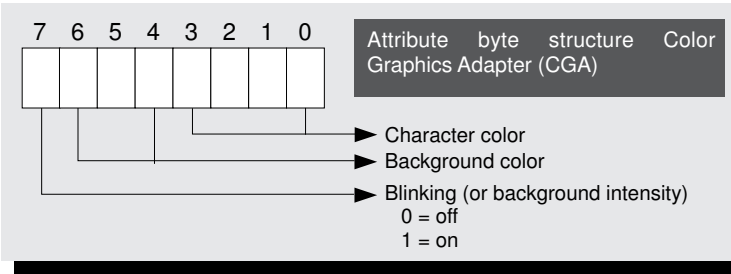 7 6 5 4 3 2 1 0
Attribute byte structure Color
Graphics Adapter (CGA)
Character color
Background color
Blinking (or background intensity)
0 = off
1 = on